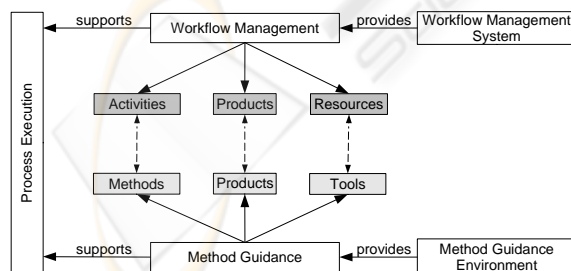 supports
Workflow Management
provides
Workflow Management
System
Process Execution
Activities
Products
Resources
Methods
Products
Tools
supports
Method Guidance
provides
Method Guidance
Environment